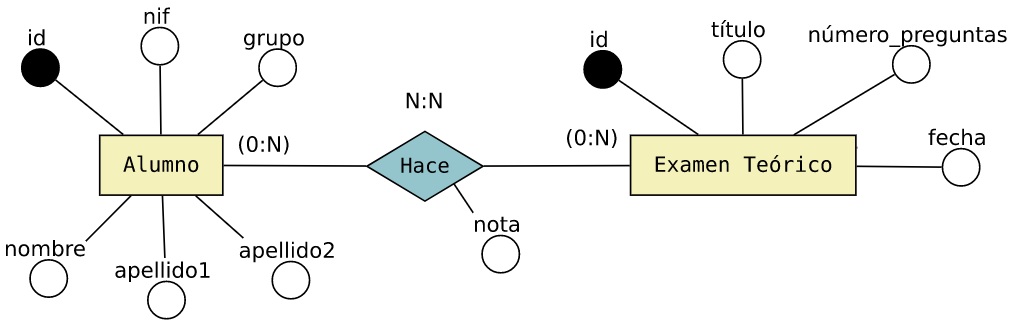 id
nif
grupo
Alumno
nombre
apellido1
apellido2
(0:N)
N:N
Hace
nota
(0:N)
id
título
número_preguntas
Examen Teórico
fecha